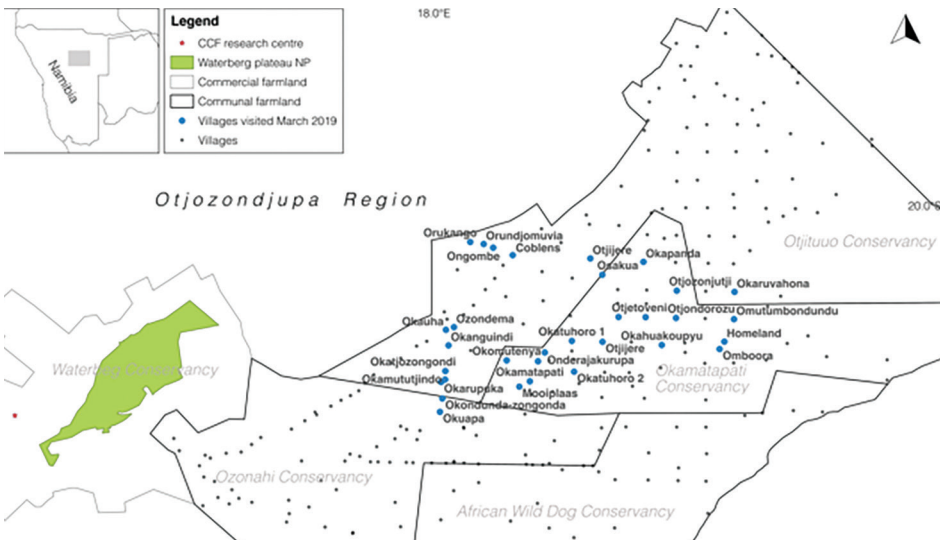 18.0°E
Legend
CCF research centre
Waterberg plateau NP
Commercial farmland
Communal farmland
Villages visited March 2019
Villages
Namibia
Otjozondjupa Region
20.0°S
Otjituuo Conservancy
Orukango
Orundjomuvia
Ongombe
Coblens
Otjijere
Okapanda
Osakua
Otjozonjutji
Okaruvahona
Otjetoveni
Otjondorozu
Omutumbondundu
Okauha
Ozondema
Okanguindi
Okatuhoro 1
Okahuakoupyu
Homeland
Okatjozongondi
Okomutenya
Otjijere
Omboora
Onderajakurupa
Waterberg Conservancy
Okamututjindo
Okamatapati
Okatuhoro 2
Okamatapati
Conservancy
Okarupuka
Mooiplaas
Okondunda-zongonda
Okuapa
Ozonahi Conservancy
African Wild Dog Conservancy